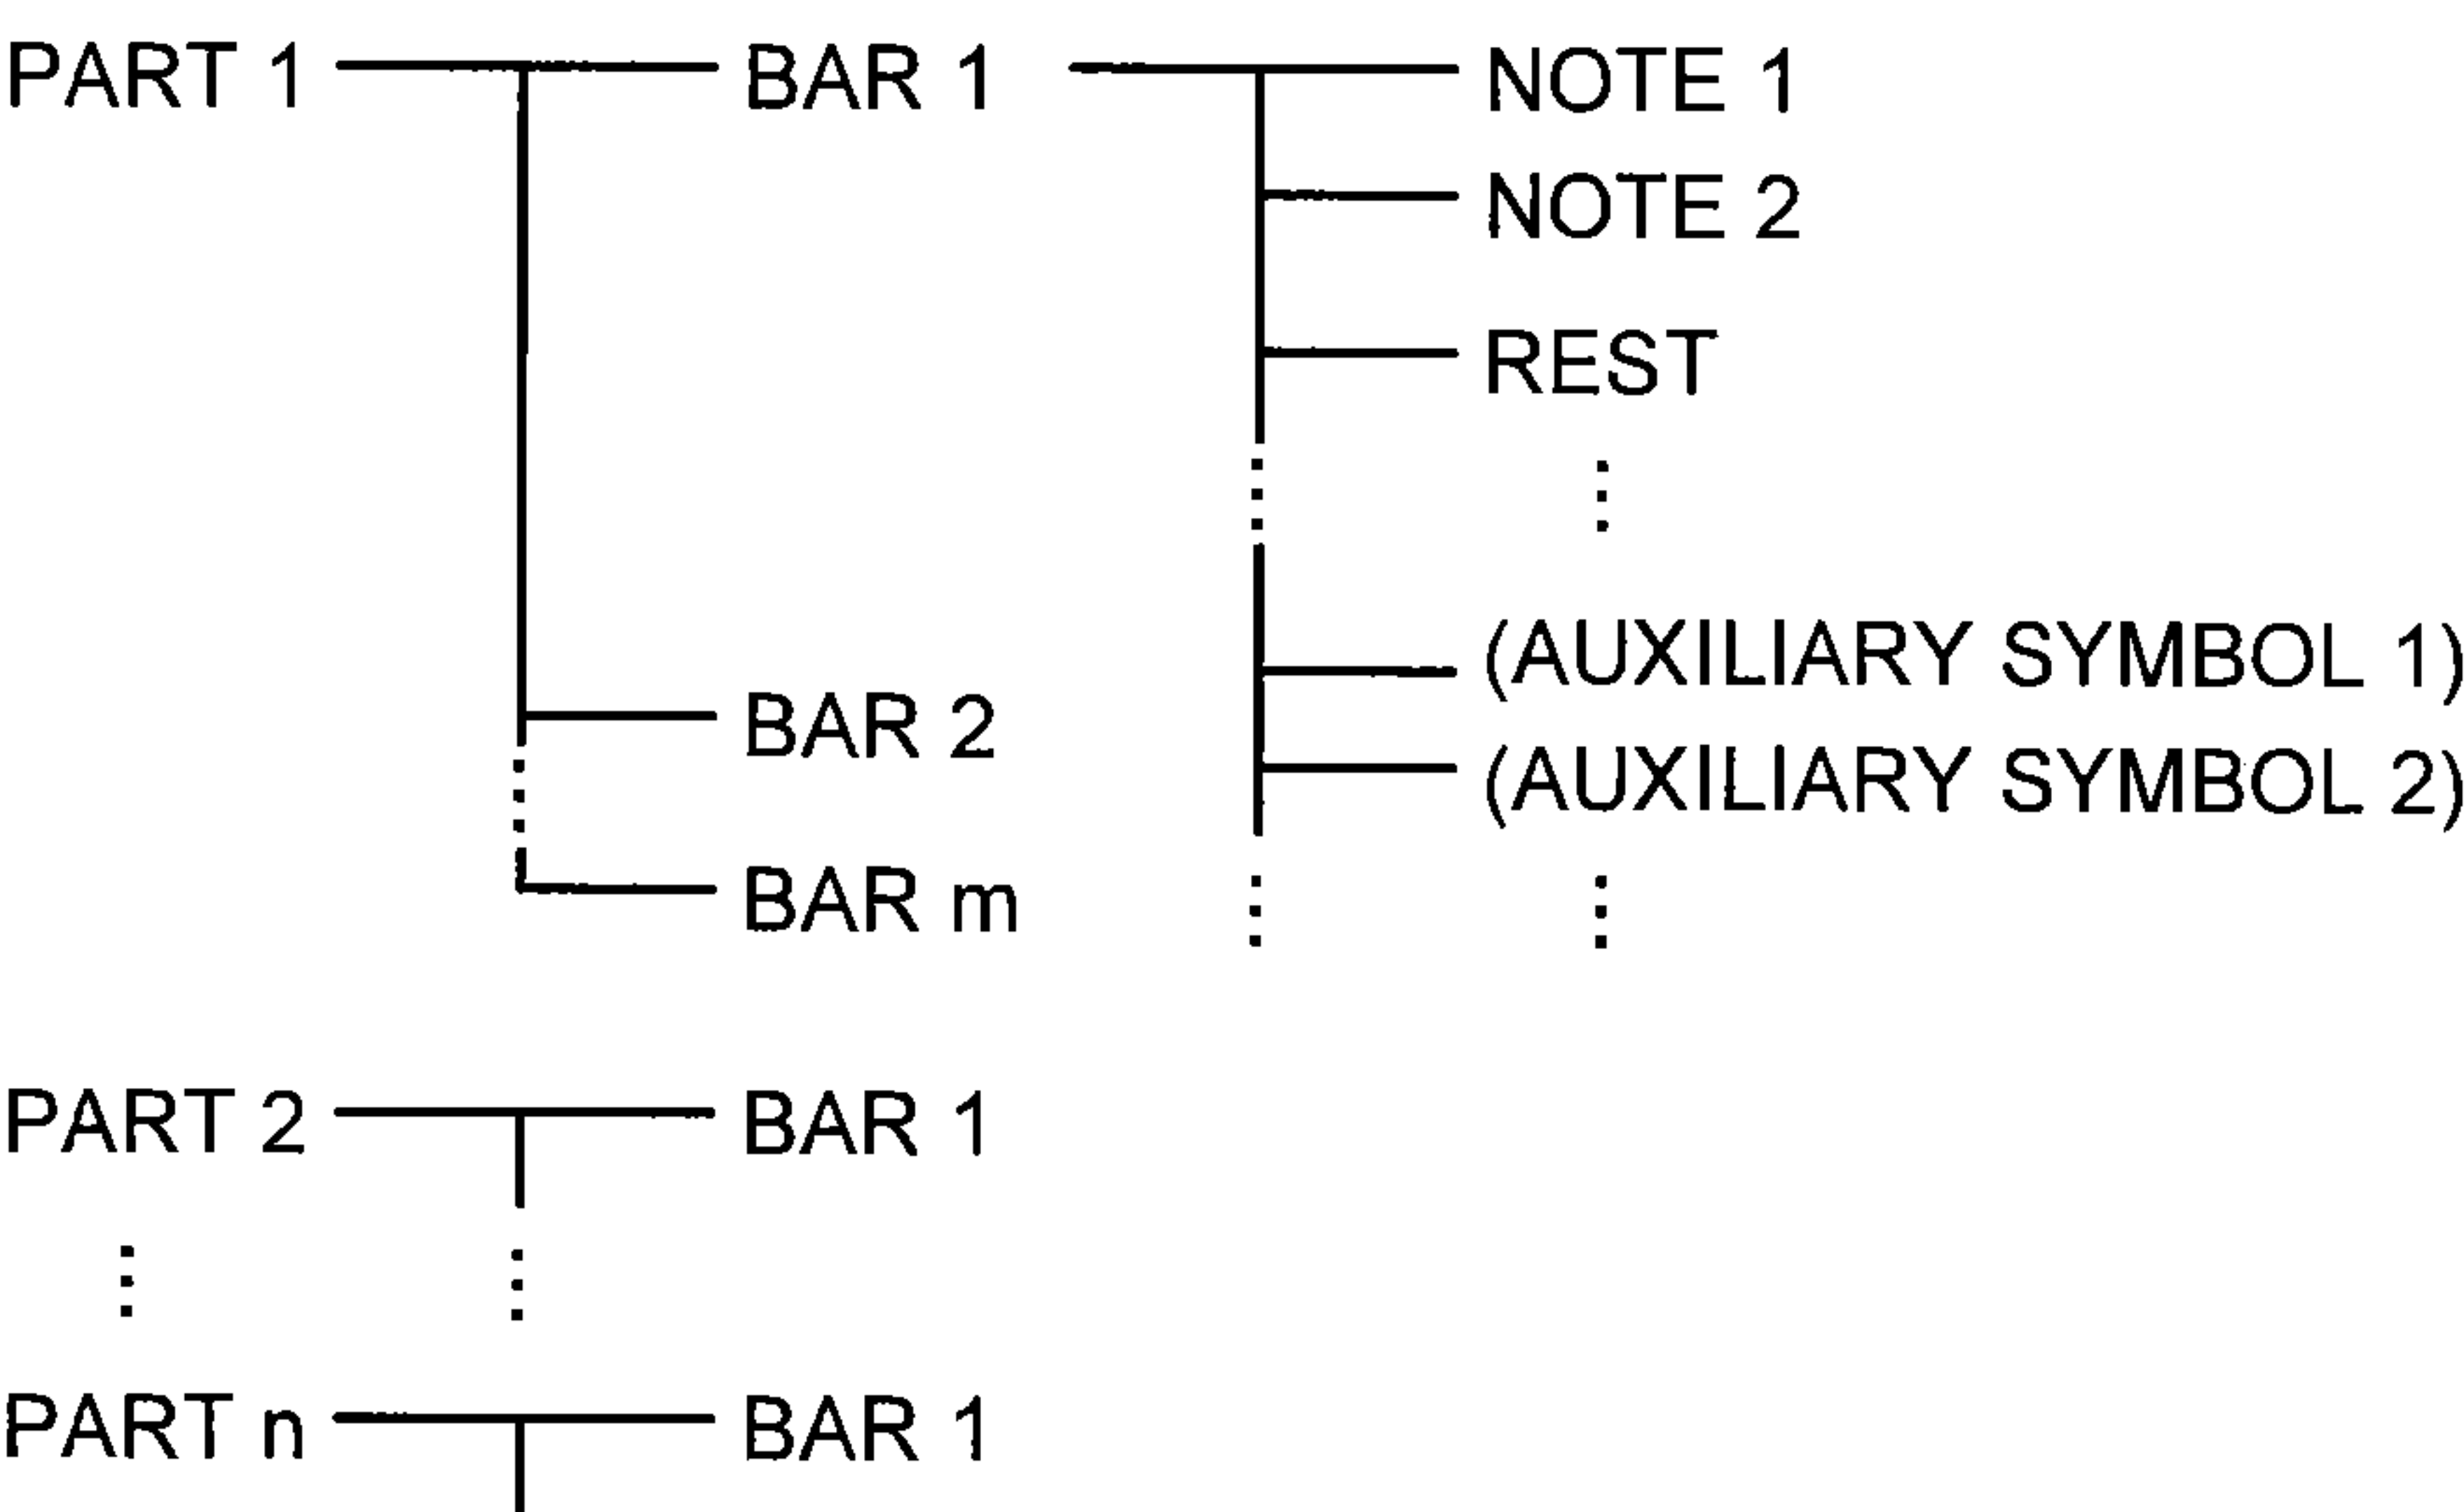 PART 1 BAR 1 NOTE 1
NOTE 2
REST
(AUXILIARY SYMBOL 1)
BAR 2
(AUXILIARY SYMBOL 2)
BAR m
PART 2 BAR 1
PART n BAR 1